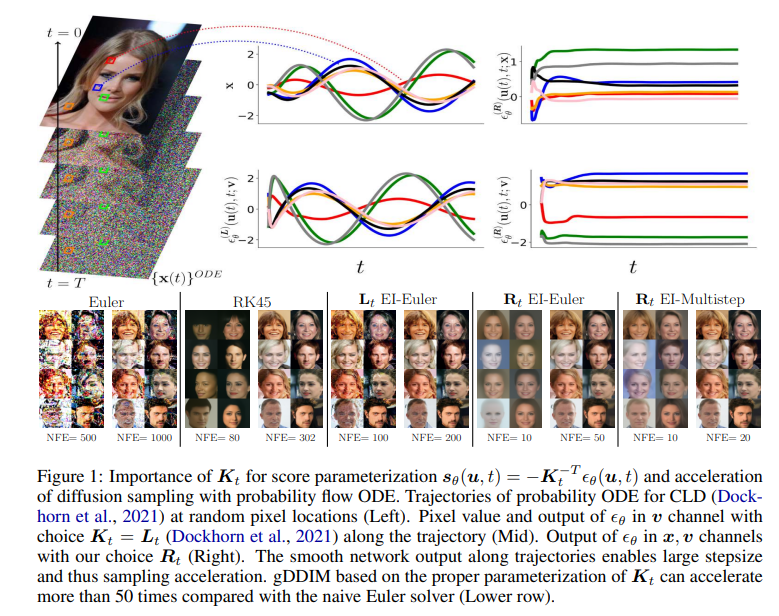 t = 0
2
0
−2
x
1
0
ϵ_θ^(R)(u(t), t; x)
2
0
−2
ϵ_θ^(L)(u(t), t; v)
0
−2
ϵ_θ^(R)(u(t), t; v)
t
t
t = T
{x(t)}^ODE
Euler RK45 L_t EI-Euler R_t EI-Euler R_t EI-Multistep
NFE= 500 NFE= 1000 NFE= 80 NFE= 302 NFE= 100 NFE= 200 NFE= 10 NFE= 50 NFE= 10 NFE= 20
Figure 1: Importance of K_t for score parameterization s_θ(u, t) = −K_t^−T ϵ_θ(u, t) and acceleration
of diffusion sampling with probability flow ODE. Trajectories of probability ODE for CLD (Dock-
horn et al., 2021) at random pixel locations (Left). Pixel value and output of ϵ_θ in v channel with
choice K_t = L_t (Dockhorn et al., 2021) along the trajectory (Mid). Output of ϵ_θ in x, v channels
with our choice R_t (Right). The smooth network output along trajectories enables large stepsize
and thus sampling acceleration. gDDIM based on the proper parameterization of K_t can accelerate
more than 50 times compared with the naive Euler solver (Lower row).